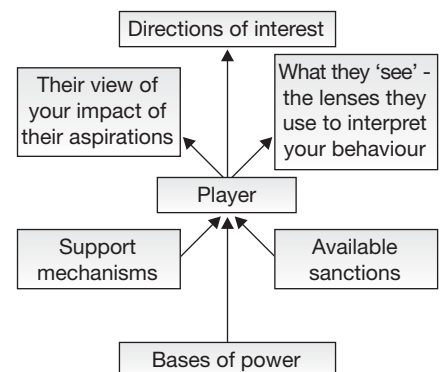 Directions of interest
Their view of
your impact of
their aspirations
What they ‘see’ -
the lenses they
use to interpret
your behaviour
Player
Support
mechanisms
Available
sanctions
Bases of power